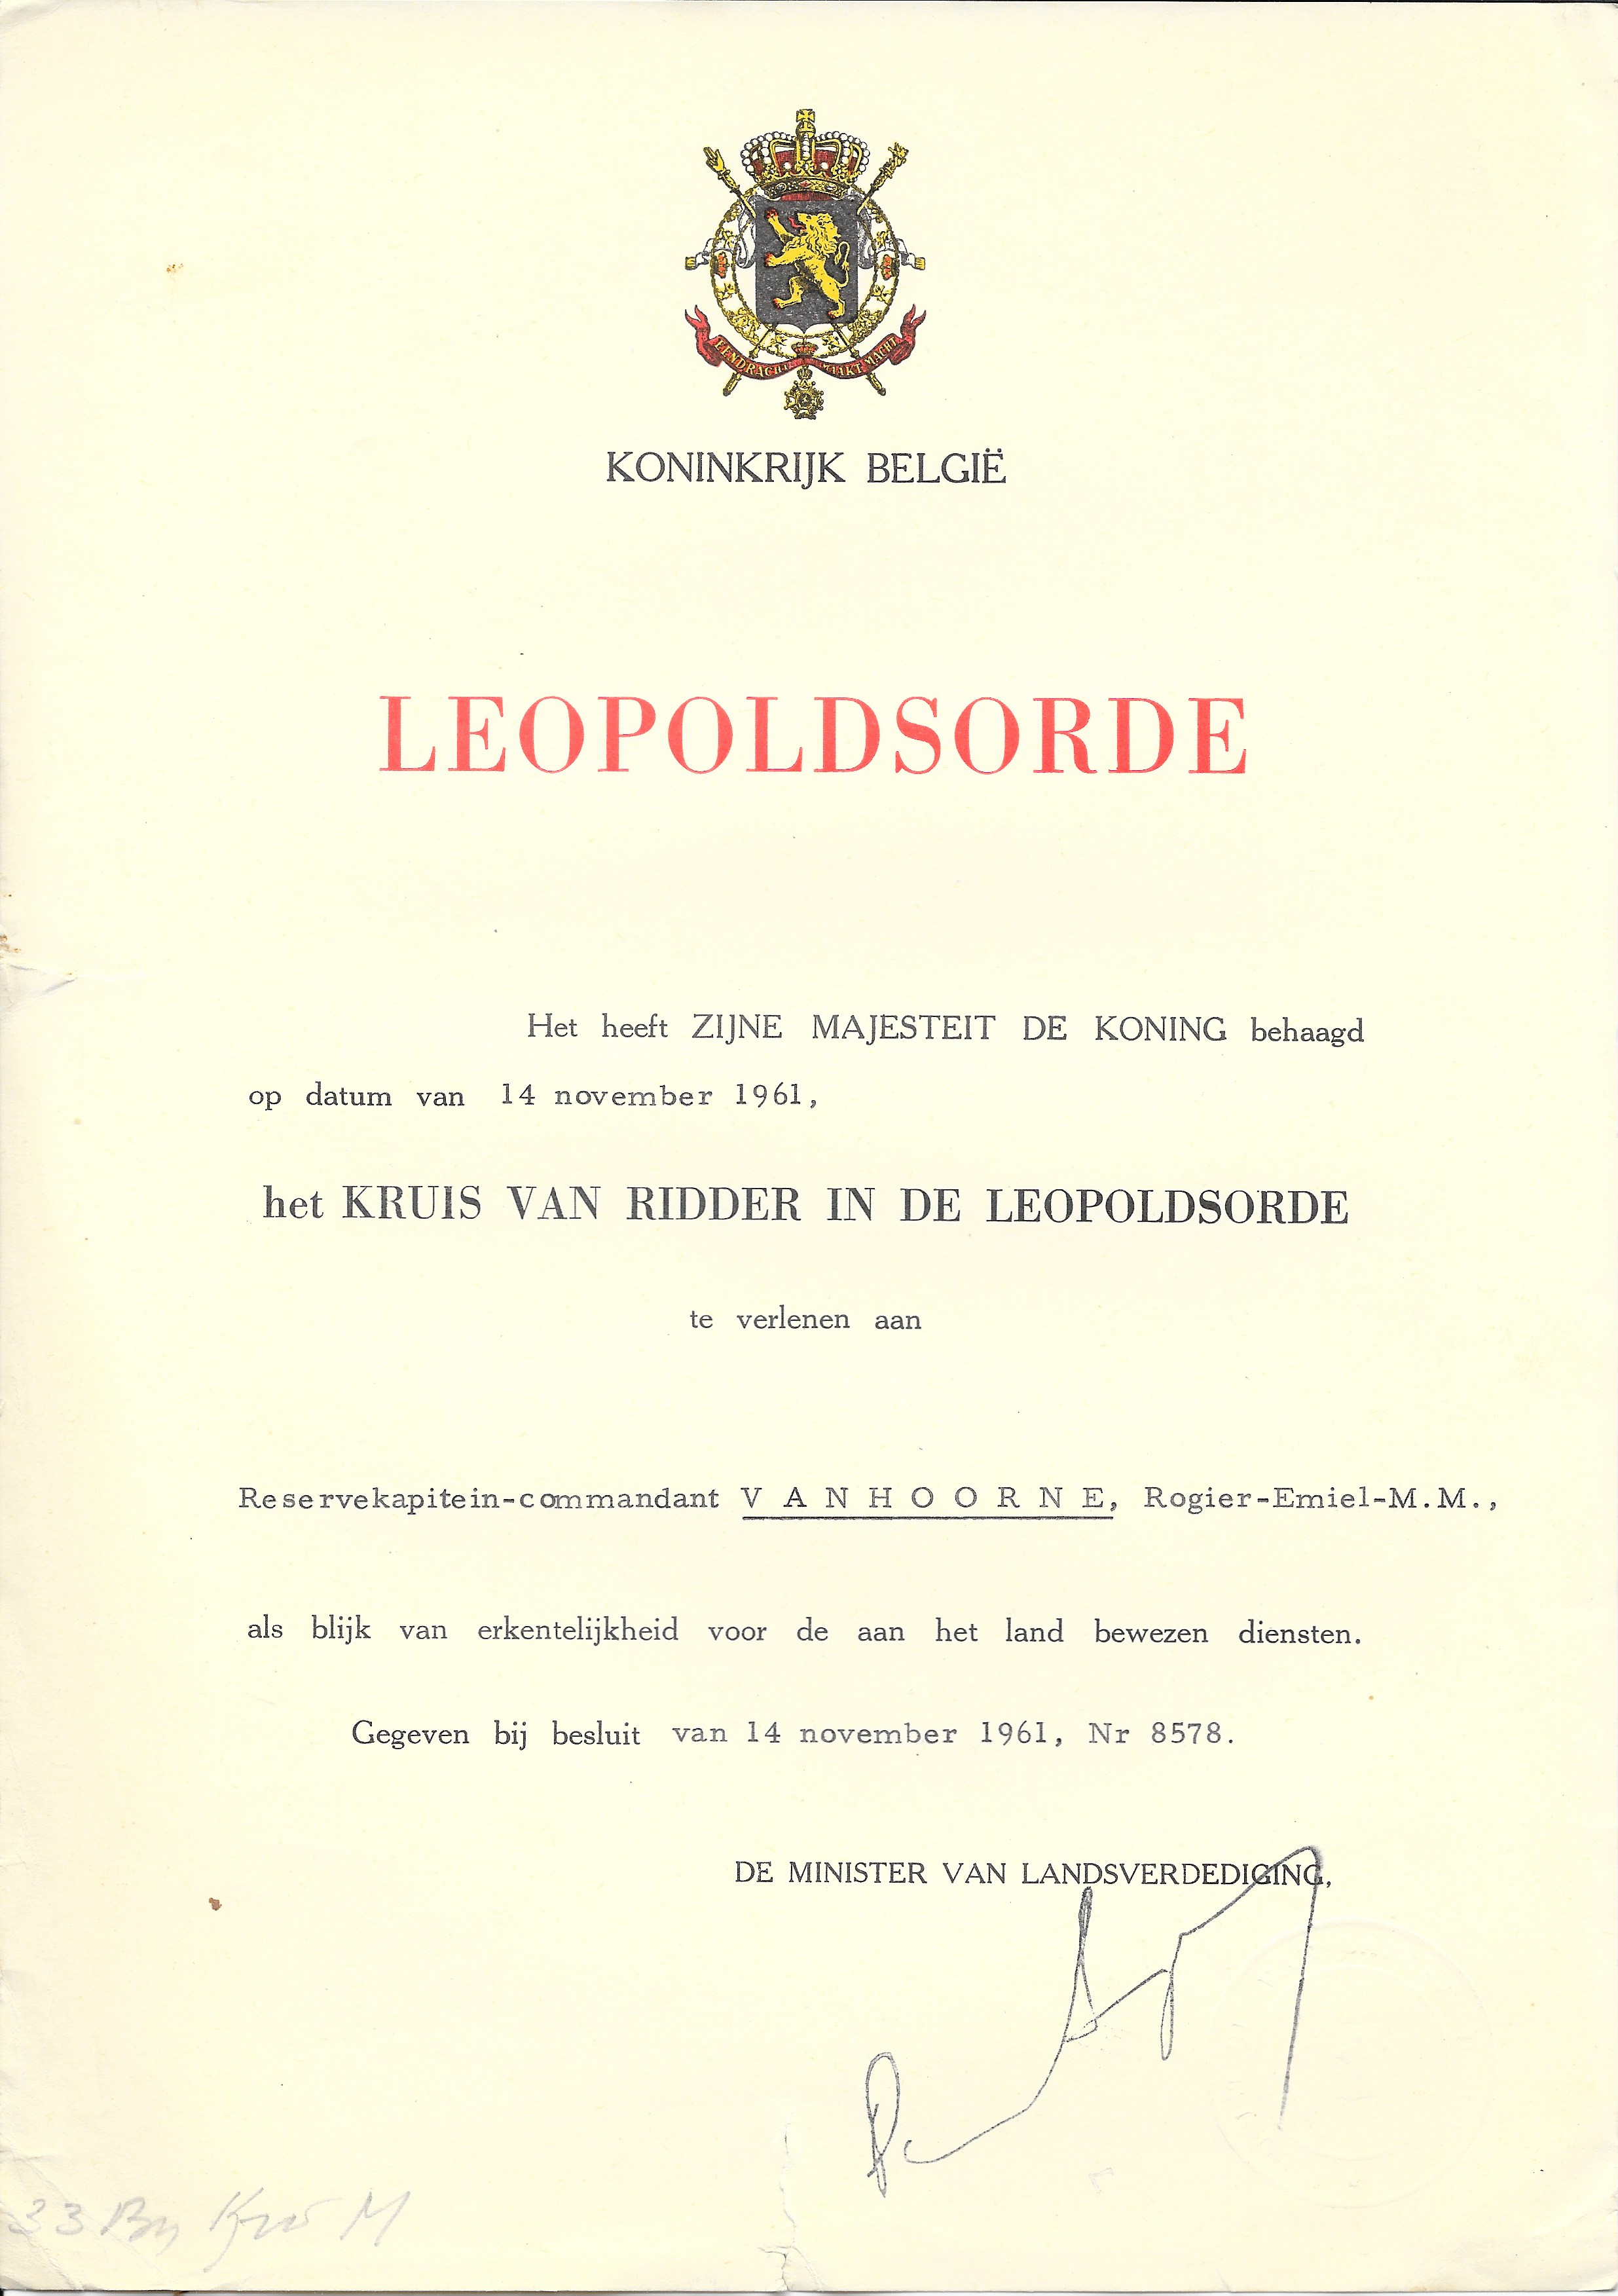 EENDRACHT MAAKT MACHT
KONINKRIJK BELGIË
LEOPOLDSORDE
Het heeft ZIJNE MAJESTEIT DE KONING behaagd
op datum van 14 november 1961,
het KRUIS VAN RIDDER IN DE LEOPOLDSORDE
te verlenen aan
Reservekapitein-commandant V A N H O O R N E, Rogier-Emiel-M.M.,
als blijk van erkentelijkheid voor de aan het land bewezen diensten.
Gegeven bij besluit van 14 november 1961, Nr 8578.
DE MINISTER VAN LANDSVERDEDIGING,
33